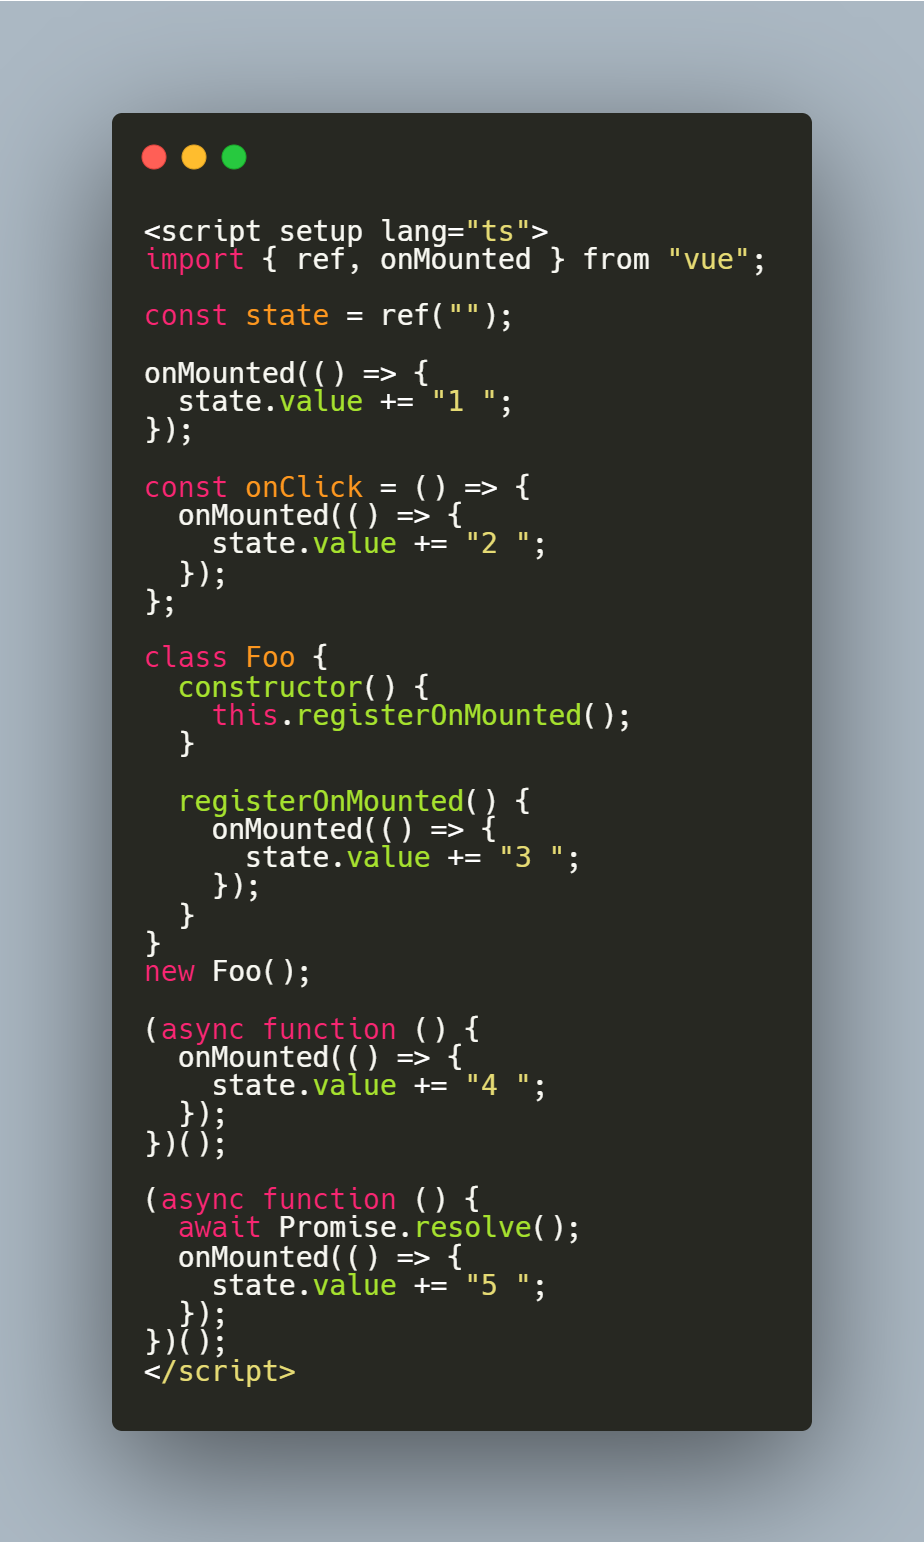 <script setup lang="ts">
import { ref, onMounted } from "vue";

const state = ref("");

onMounted(() => {
  state.value += "1 ";
});

const onClick = () => {
  onMounted(() => {
    state.value += "2 ";
  });
};

class Foo {
  constructor() {
    this.registerOnMounted();
  }

  registerOnMounted() {
    onMounted(() => {
      state.value += "3 ";
    });
  }
}
new Foo();

(async function () {
  onMounted(() => {
    state.value += "4 ";
  });
})();

(async function () {
  await Promise.resolve();
  onMounted(() => {
    state.value += "5 ";
  });
})();
</script>